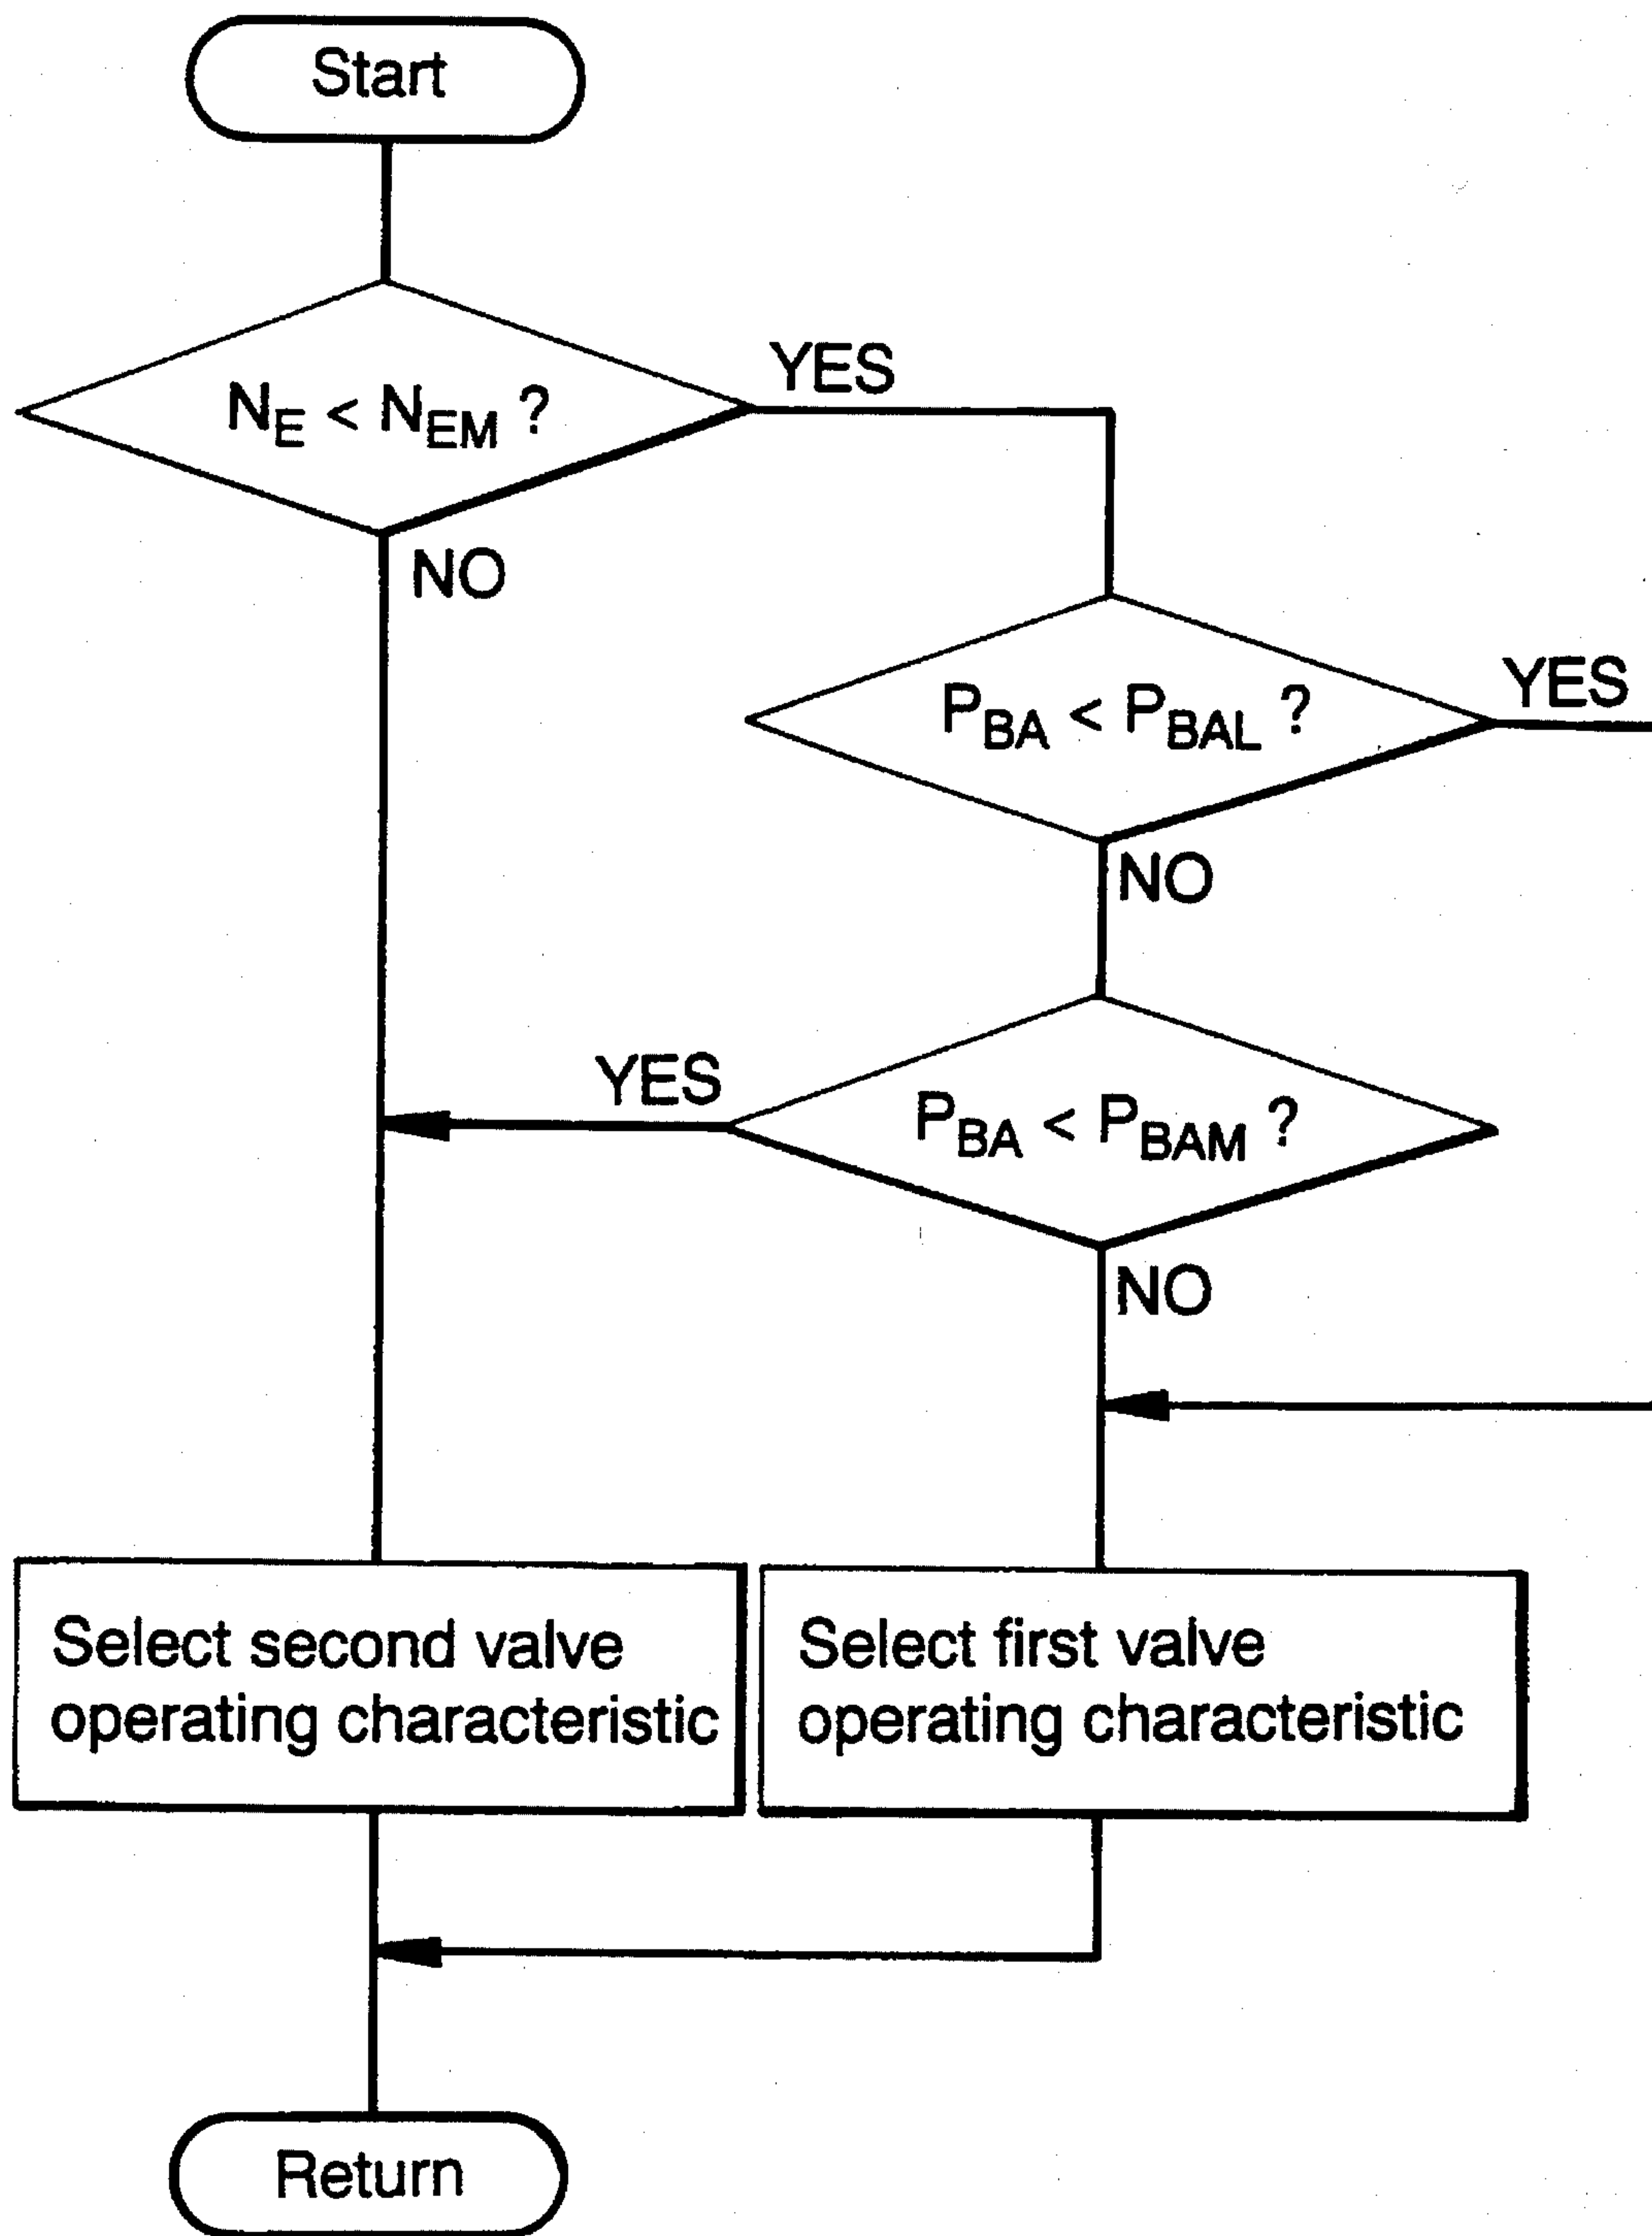 Start
N_E < N_EM ?
YES
NO
P_BA < P_BAL ?
YES
NO
P_BA < P_BAM ?
YES
NO
Select second valve
operating characteristic
Select first valve
operating characteristic
Return